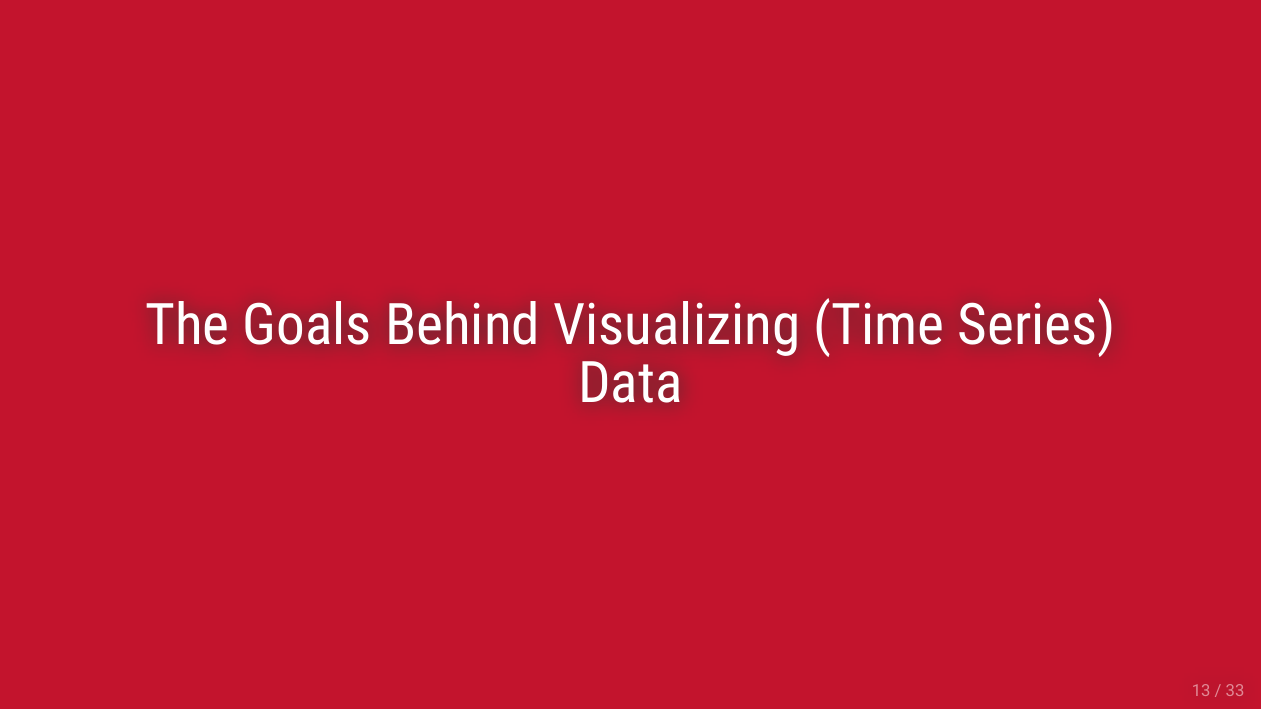 The Goals Behind Visualizing (Time Series)
Data
13 / 33